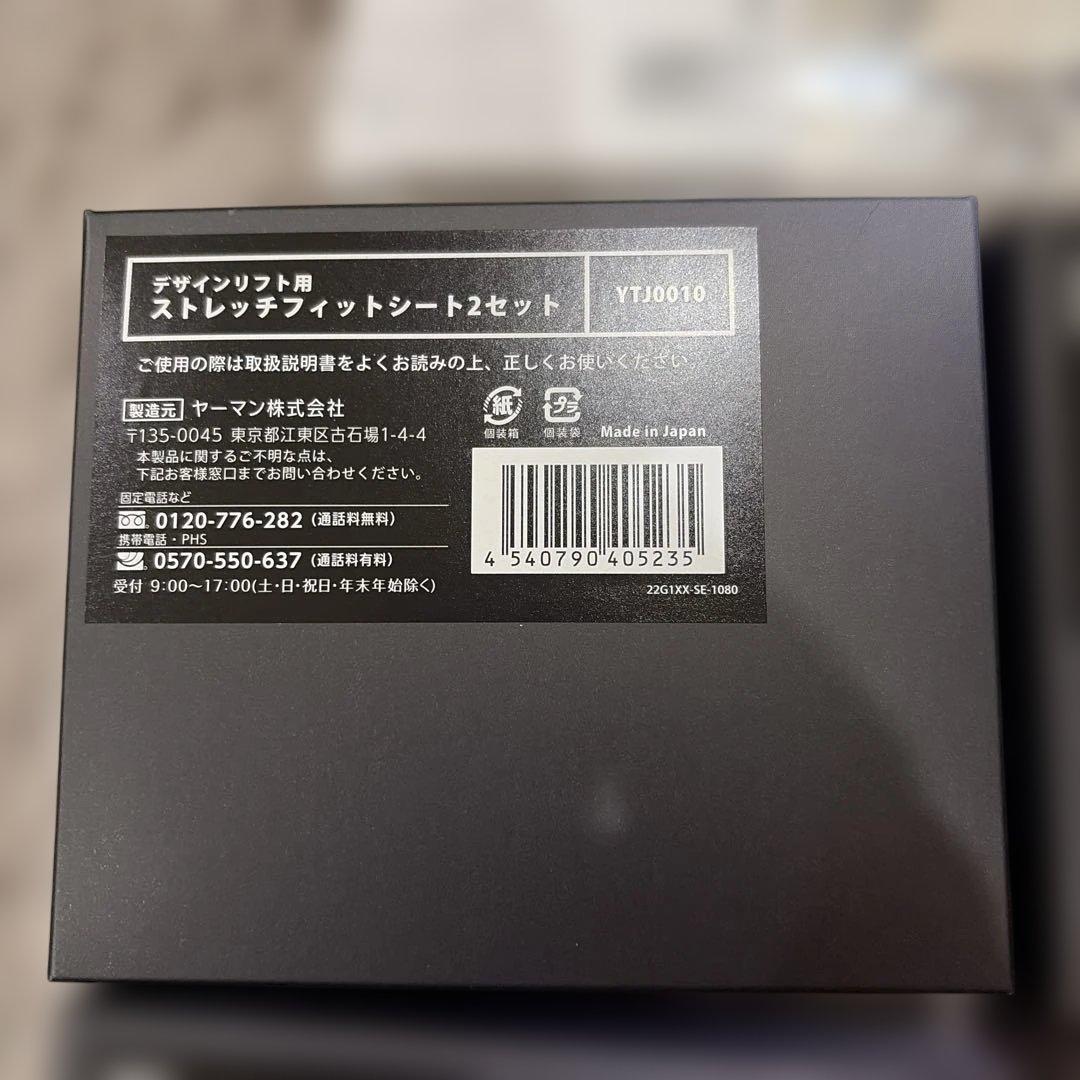 デザインリフト用
ストレッチフィットシート2セット
YTJ0010
ご使用の際は取扱説明書をよくお読みの上、正しくお使いください。
製造元 ヤーマン株式会社
〒135-0045 東京都江東区古石場1-4-4
本製品に関するご不明な点は、
下記お客様窓口までお問い合わせください。
固定電話など
0120-776-282 (通話料無料)
携帯電話・PHS
0570-550-637 (通話料有料)
受付 9:00〜17:00(土・日・祝日・年末年始除く)
紙
個装箱
プラ
個装袋
Made in Japan
4 540790 405235
22G1XX-SE-1080